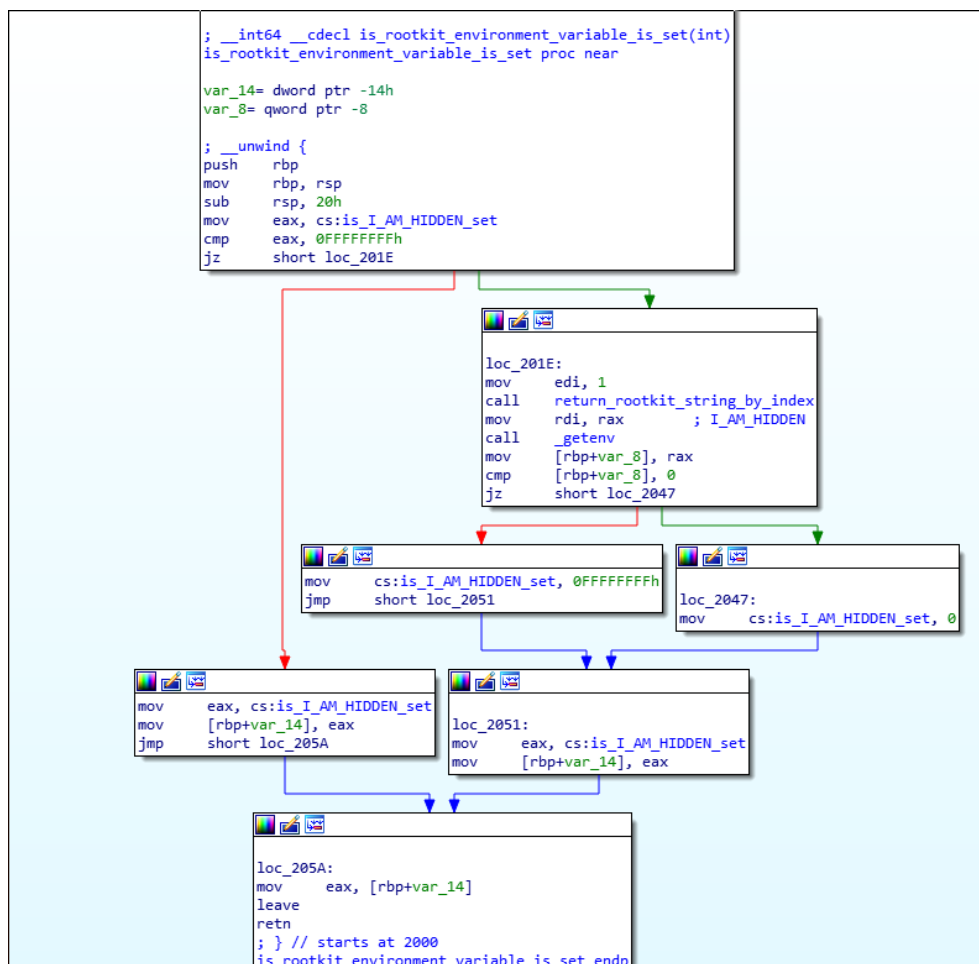 ; __int64 __cdecl is_rootkit_environment_variable_is_set(int)
is_rootkit_environment_variable_is_set proc near
var_14= dword ptr -14h
var_8= qword ptr -8
; __unwind {
push    rbp
mov     rbp, rsp
sub     rsp, 20h
mov     eax, cs:is_I_AM_HIDDEN_set
cmp     eax, 0FFFFFFFFh
jz      short loc_201E
loc_201E:
mov     edi, 1
call    return_rootkit_string_by_index
mov     rdi, rax        ; I_AM_HIDDEN
call    _getenv
mov     [rbp+var_8], rax
cmp     [rbp+var_8], 0
jz      short loc_2047
mov     cs:is_I_AM_HIDDEN_set, 0FFFFFFFFh
jmp     short loc_2051
loc_2047:
mov     cs:is_I_AM_HIDDEN_set, 0
mov     eax, cs:is_I_AM_HIDDEN_set
mov     [rbp+var_14], eax
jmp     short loc_205A
loc_2051:
mov     eax, cs:is_I_AM_HIDDEN_set
mov     [rbp+var_14], eax
loc_205A:
mov     eax, [rbp+var_14]
leave
retn
; } // starts at 2000
is_rootkit_environment_variable_is_set endp